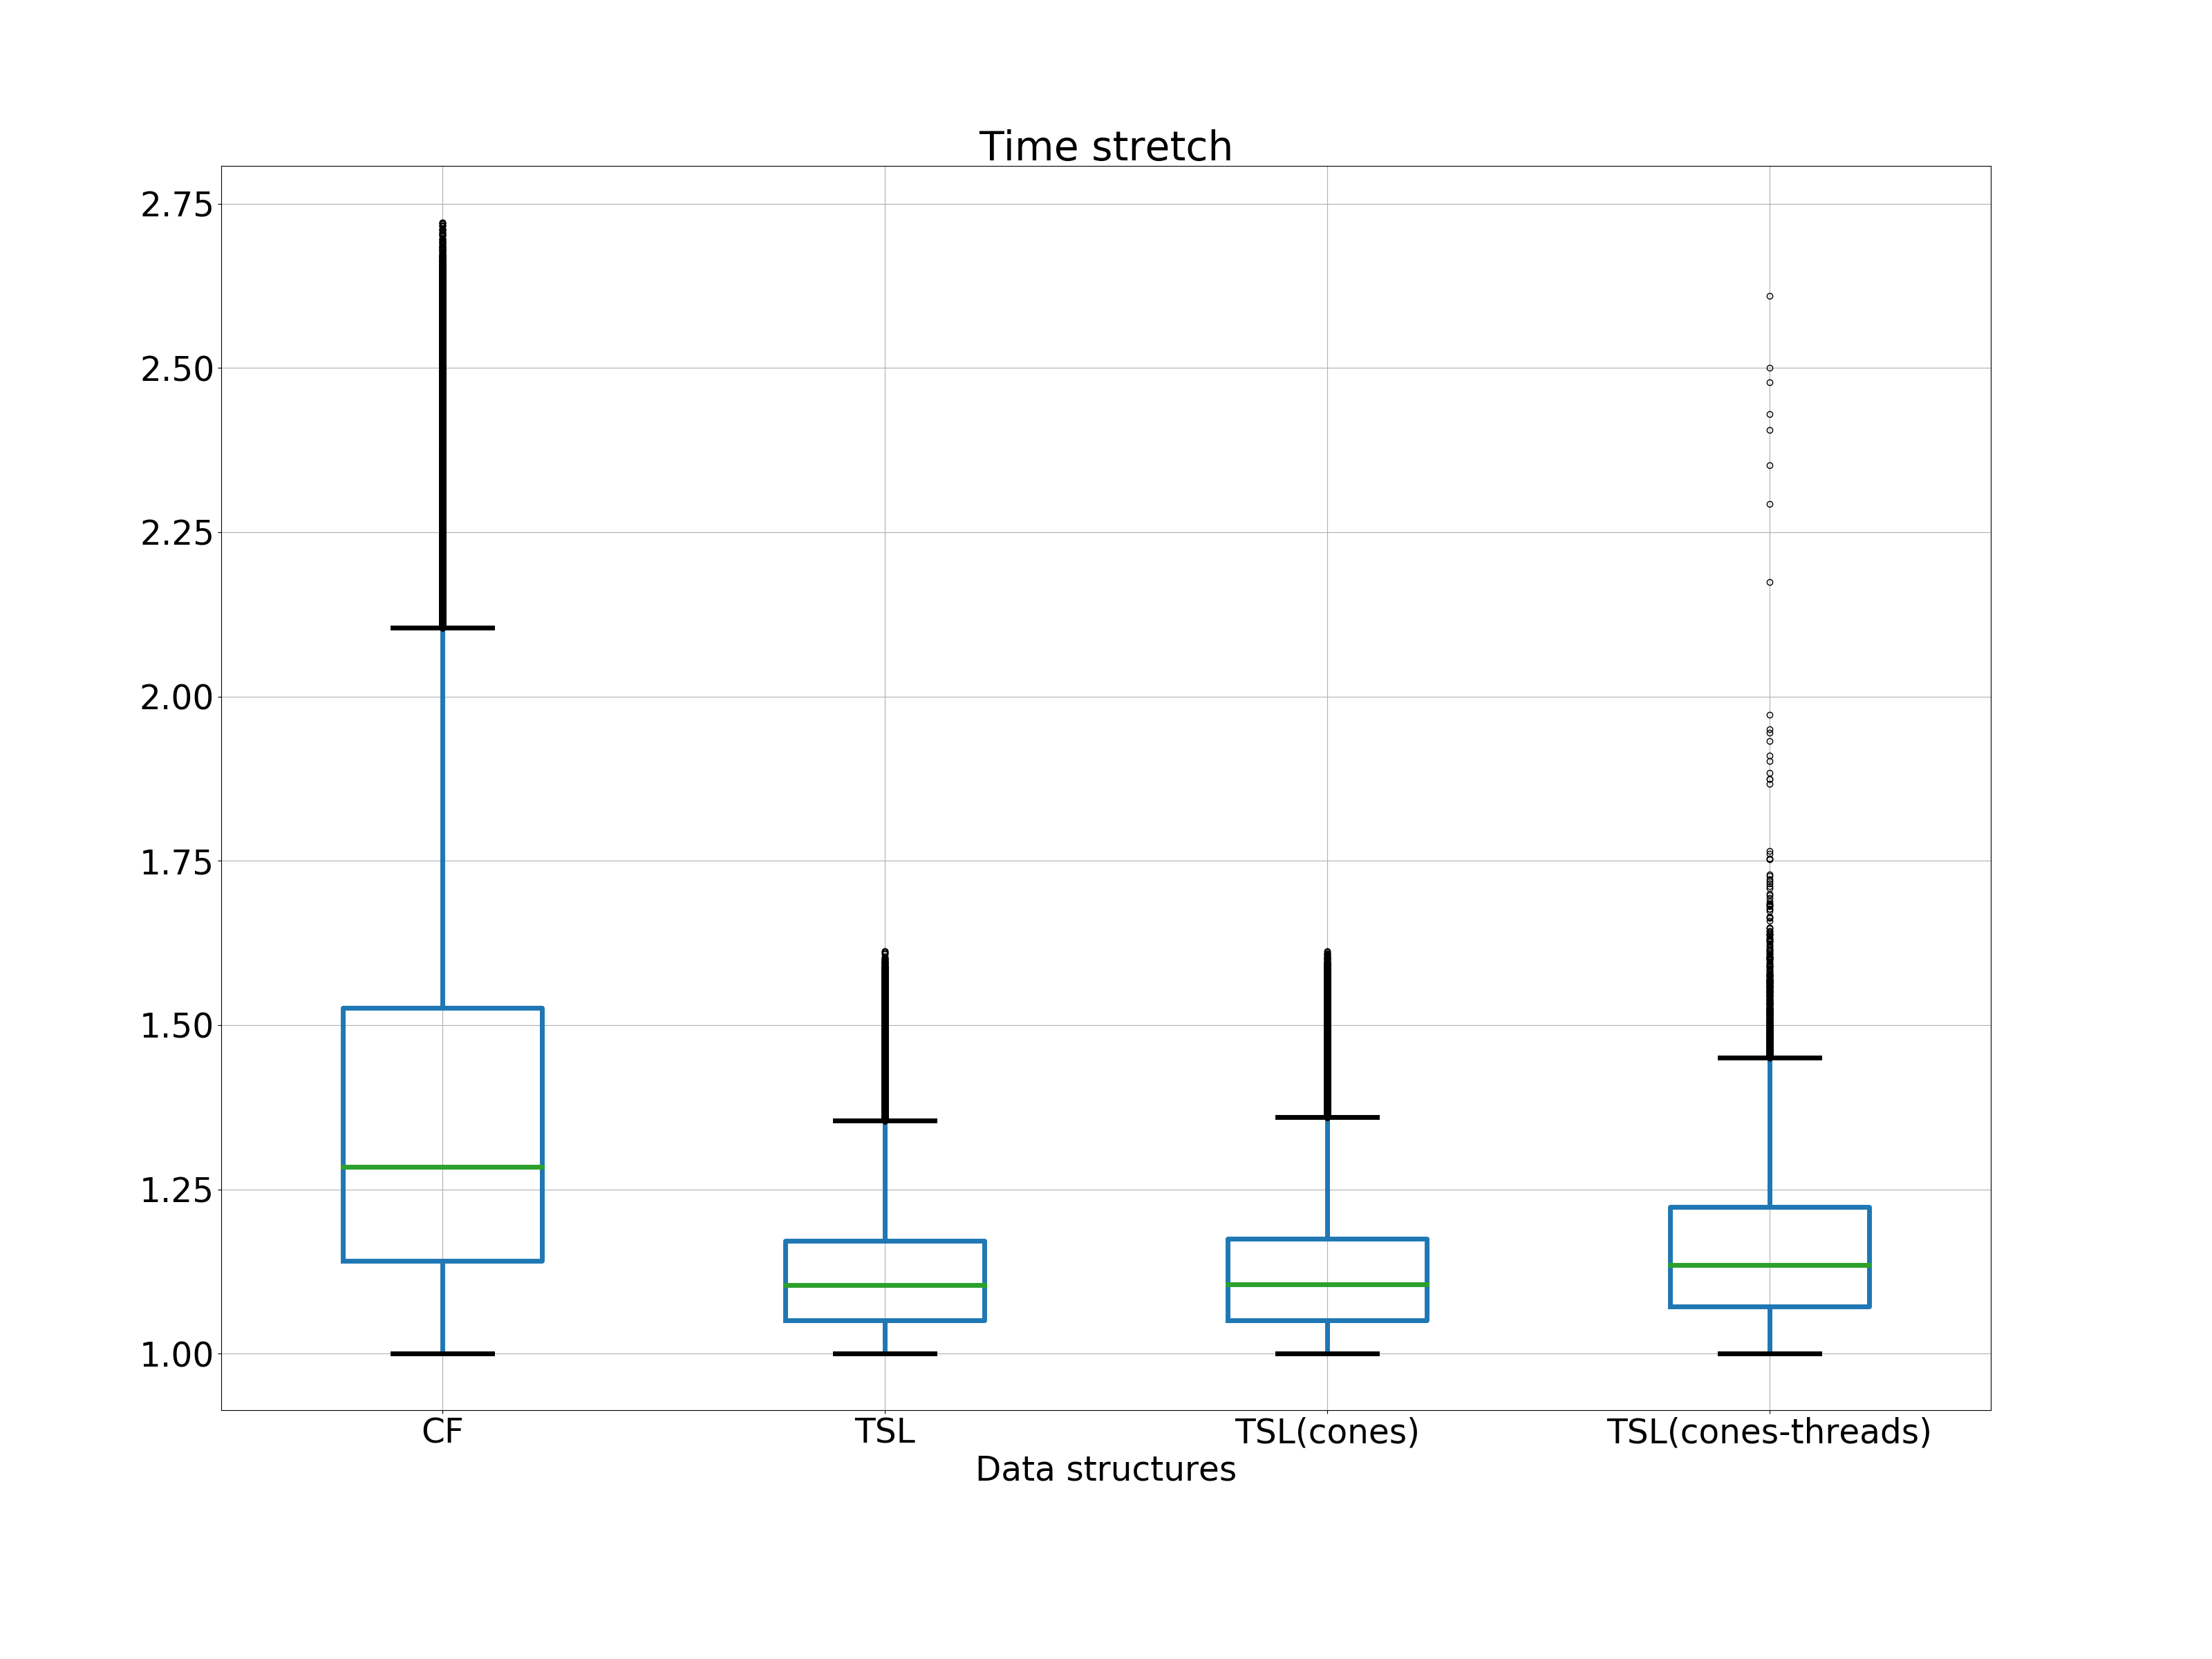 Time stretch
2.75
2.50
2.25
2.00
1.75
1.50
1.25
1.00
CF TSL TSL(cones) TSL(cones-threads)
Data structures